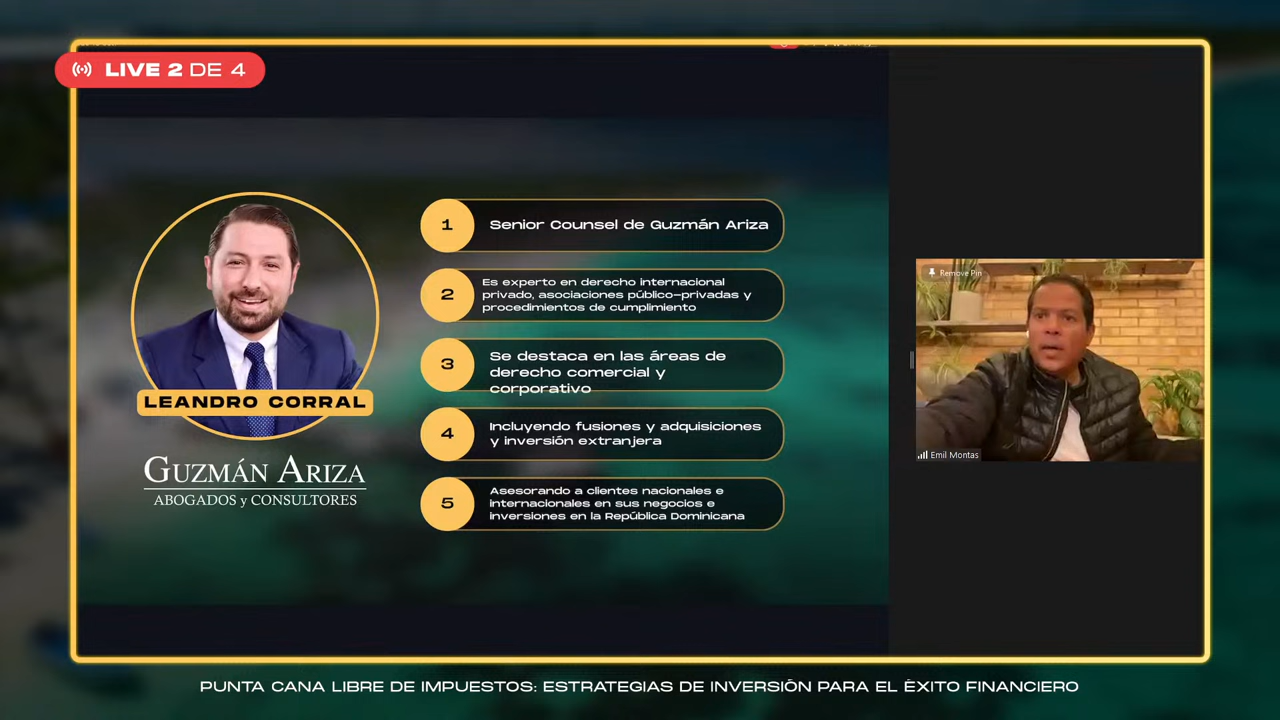 LIVE 2 DE 4
LEANDRO CORRAL
GUZMÁN ARIZA
ABOGADOS y CONSULTORES
1
Senior Counsel de Guzmán Ariza
2
Es experto en derecho internacional
privado, asociaciones público-privadas y
procedimientos de cumplimiento
3
Se destaca en las áreas de
derecho comercial y
corporativo
4
Incluyendo fusiones y adquisiciones
y inversión extranjera
5
Asesorando a clientes nacionales e
internacionales en sus negocios e
inversiones en la República Dominicana
Remove Pin
Emil Montas
PUNTA CANA LIBRE DE IMPUESTOS: ESTRATEGIAS DE INVERSIÓN PARA EL ÉXITO FINANCIERO